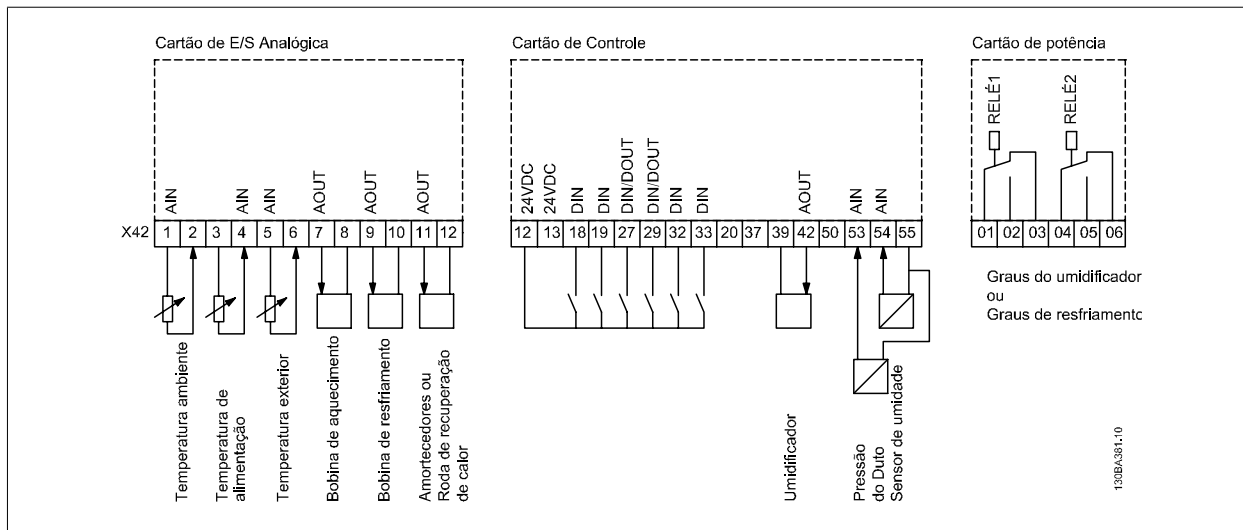 Cartão de E/S Analógica
Cartão de Controle
Cartão de potência
RELÉ1
RELÉ2
AIN
AIN
AIN
AOUT
AOUT
AOUT
24VDC
24VDC
DIN
DIN
DIN/DOUT
DIN/DOUT
DIN
DIN
AOUT
AIN
AIN
X42
1 2 3 4 5 6 7 8 9 10 11 12
12 13 18 19 27 29 32 33 20 37 39 42 50 53 54 55
01 02 03 04 05 06
Graus do umidificador
ou
Graus de resfriamento
Temperatura ambiente
Temperatura de
alimentação
Temperatura exterior
Bobina de aquecimento
Bobina de resfriamento
Amortecedores ou
Roda de recuperação
de calor
Umidificador
Pressão
do Duto
Sensor de umidade
130BA381.10